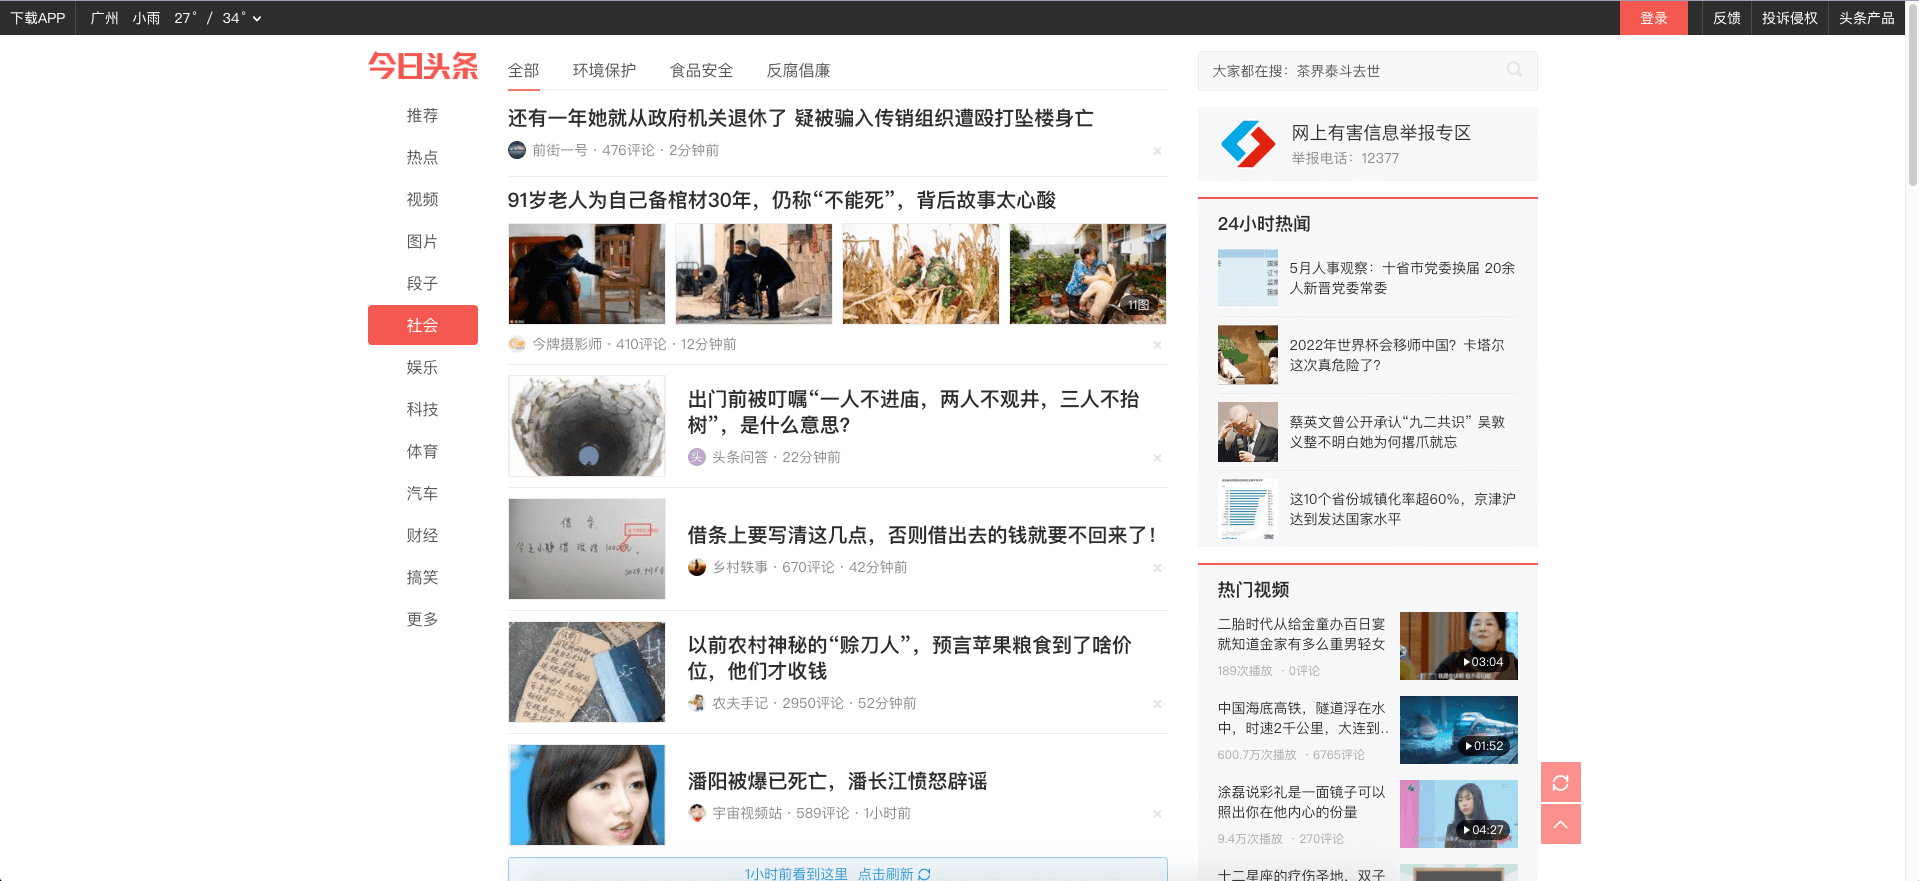 下载APP
广州 小雨 27° / 34°
登录
反馈
投诉侵权
头条产品
今日头条
推荐
热点
视频
图片
段子
社会
娱乐
科技
体育
汽车
财经
搞笑
更多
全部 环境保护 食品安全 反腐倡廉
还有一年她就从政府机关退休了 疑被骗入传销组织遭殴打坠楼身亡
前街一号 · 476评论 · 2分钟前
91岁老人为自己备棺材30年，仍称“不能死”，背后故事太心酸
11图
今牌摄影师 · 410评论 · 12分钟前
出门前被叮嘱“一人不进庙，两人不观井，三人不抬
树”，是什么意思？
头
头条问答 · 22分钟前
借条上要写清这几点，否则借出去的钱就要不回来了！
乡村轶事 · 670评论 · 42分钟前
以前农村神秘的“赊刀人”，预言苹果粮食到了啥价
位，他们才收钱
农夫手记 · 2950评论 · 52分钟前
潘阳被爆已死亡，潘长江愤怒辟谣
宇宙视频站 · 589评论 · 1小时前
1小时前看到这里 点击刷新
大家都在搜：茶界泰斗去世
网上有害信息举报专区
举报电话：12377
24小时热闻
5月人事观察：十省市党委换届 20余
人新晋党委常委
2022年世界杯会移师中国？卡塔尔
这次真危险了？
蔡英文曾公开承认“九二共识” 吴敦
义整不明白她为何撂爪就忘
这10个省份城镇化率超60%，京津沪
达到发达国家水平
热门视频
二胎时代从给金童办百日宴
就知道金家有多么重男轻女
189次播放 · 0评论
03:04
中国海底高铁，隧道浮在水
中，时速2千公里，大连到..
600.7万次播放 · 6765评论
01:52
涂磊说彩礼是一面镜子可以
照出你在他内心的份量
9.4万次播放 · 270评论
04:27
十二星座的疗伤圣地，双子